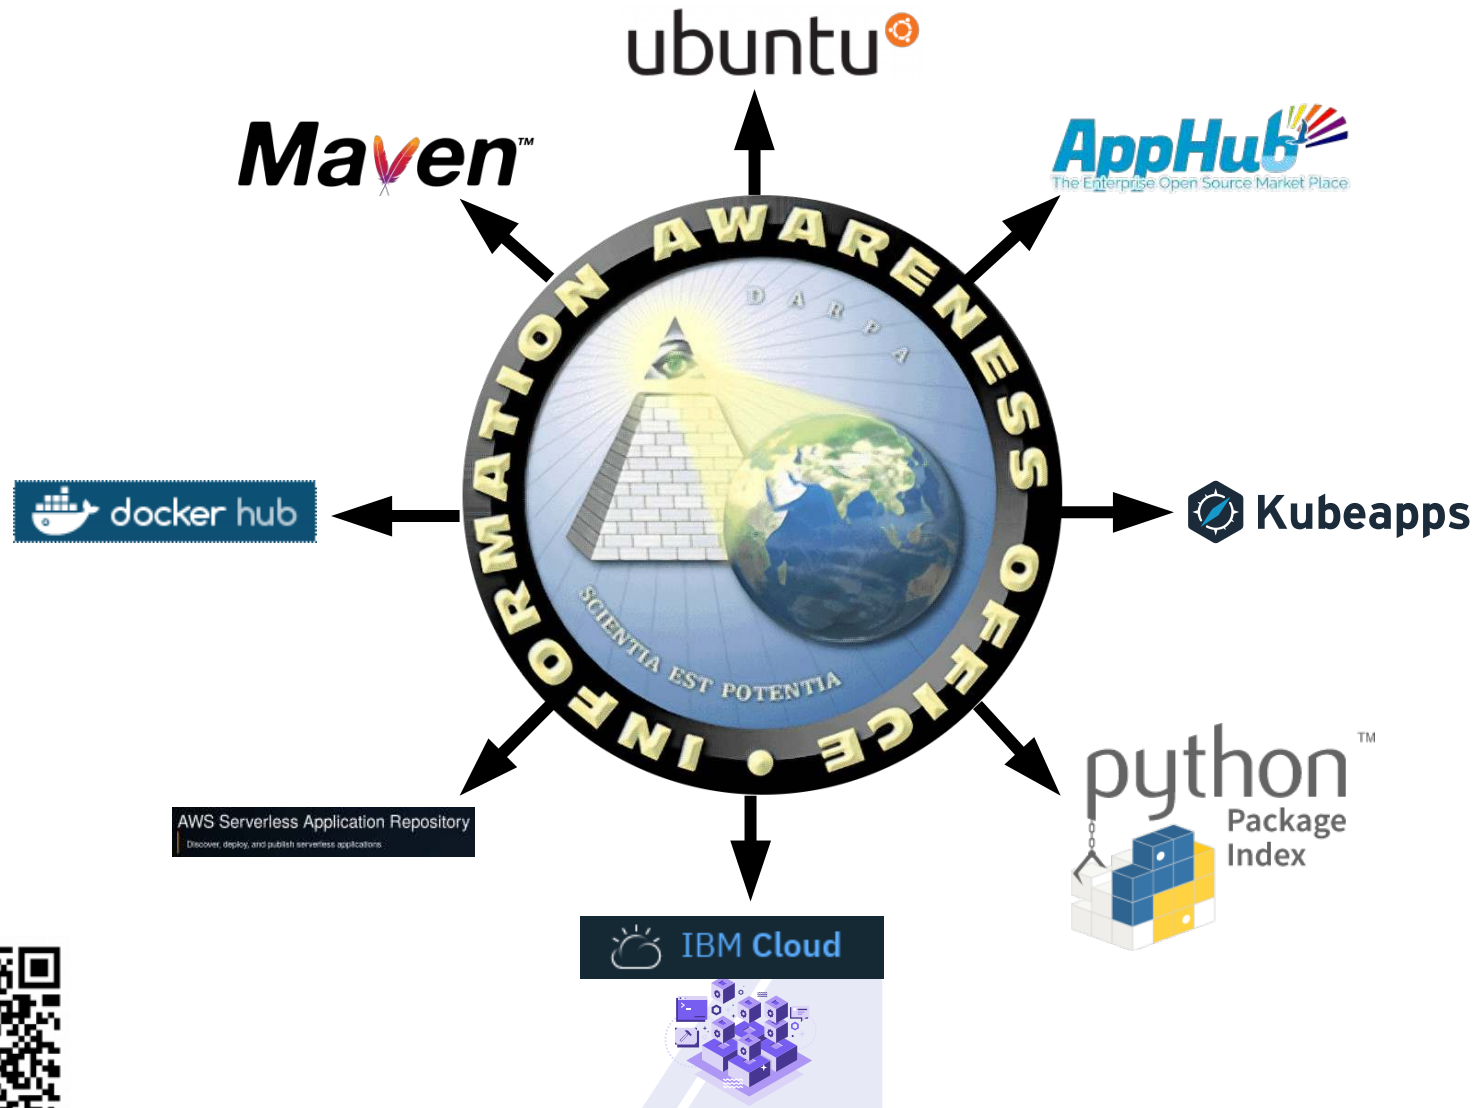 ubuntu
Maven™
AppHub
The Enterprise Open Source Market Place
INFORMATION AWARENESS OFFICE
DARPA
SCIENTIA EST POTENTIA
docker hub
Kubeapps
python™
Package
Index
AWS Serverless Application Repository
Discover, deploy, and publish serverless applications
IBM Cloud